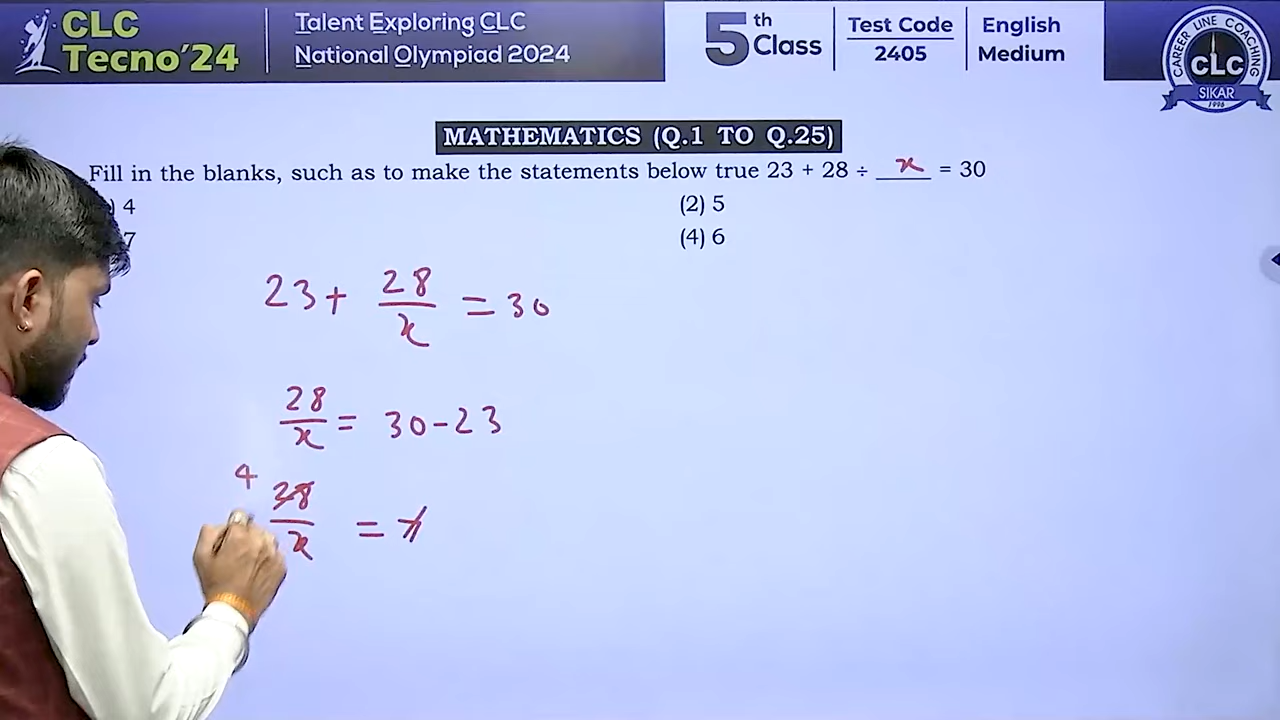 CLC
Tecno'24
Talent Exploring CLC
National Olympiad 2024
5th
Class
Test Code
2405
English
Medium
CAREER LINE COACHING
CLC
SIKAR
1996
MATHEMATICS (Q.1 TO Q.25)
Fill in the blanks, such as to make the statements below true 23 + 28 ÷ x = 30
) 4
(2) 5
7
(4) 6
23 + 28/x = 30
28/x = 30 - 23
4
28/x = 7